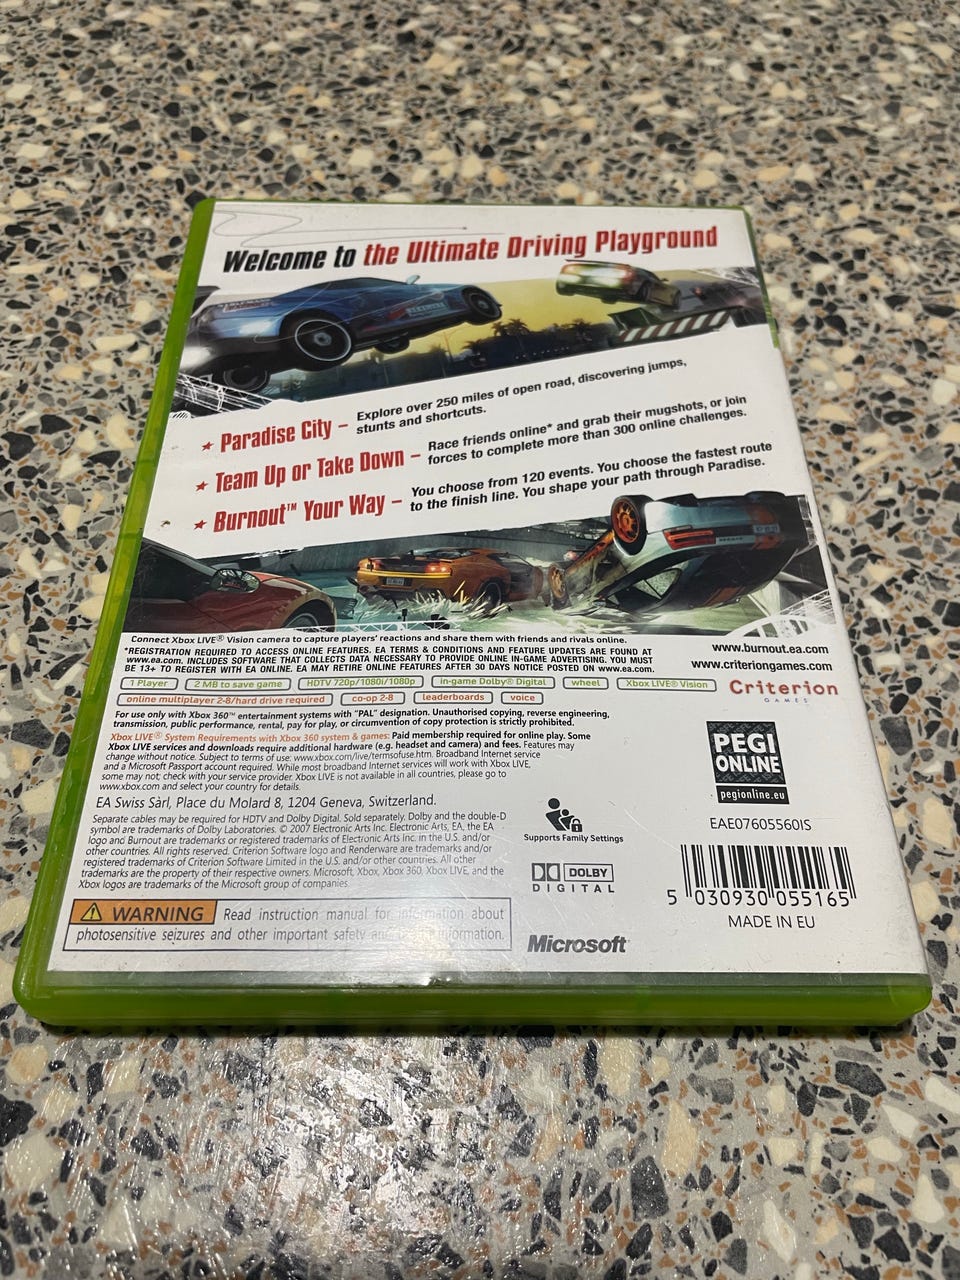 Welcome to the Ultimate Driving Playground
★ Paradise City – Explore over 250 miles of open road, discovering jumps,
stunts and shortcuts.
★ Team Up or Take Down – Race friends online* and grab their mugshots, or join
forces to complete more than 300 online challenges.
★ Burnout™ Your Way – You choose from 120 events. You choose the fastest route
to the finish line. You shape your path through Paradise.
Connect Xbox LIVE® Vision camera to capture players' reactions and share them with friends and rivals online.
*REGISTRATION REQUIRED TO ACCESS ONLINE FEATURES. EA TERMS & CONDITIONS AND FEATURE UPDATES ARE FOUND AT
www.ea.com. INCLUDES SOFTWARE THAT COLLECTS DATA NECESSARY TO PROVIDE ONLINE IN-GAME ADVERTISING. YOU MUST
BE 13+ TO REGISTER WITH EA ONLINE. EA MAY RETIRE ONLINE FEATURES AFTER 30 DAYS NOTICE POSTED ON www.ea.com.
www.burnout.ea.com
www.criteriongames.com
1 Player
2 MB to save game
HDTV 720p/1080i/1080p
in-game Dolby® Digital
wheel
Xbox LIVE® Vision
online multiplayer 2-8/hard drive required
co-op 2-8
leaderboards
voice
Criterion
GAMES
For use only with Xbox 360™ entertainment systems with "PAL" designation. Unauthorised copying, reverse engineering,
transmission, public performance, rental, pay for play, or circumvention of copy protection is strictly prohibited.
Xbox LIVE® System Requirements with Xbox 360 system & games: Paid membership required for online play. Some
Xbox LIVE services and downloads require additional hardware (e.g. headset and camera) and fees. Features may
change without notice. Subject to terms of use: www.xbox.com/live/termsofuse.htm. Broadband Internet service
and a Microsoft Passport account required. While most broadband Internet services will work with Xbox LIVE,
some may not; check with your service provider. Xbox LIVE is not available in all countries, please go to
www.xbox.com and select your country for details.
EA Swiss Sàrl, Place du Molard 8, 1204 Geneva, Switzerland.
Separate cables may be required for HDTV and Dolby Digital. Sold separately. Dolby and the double-D
symbol are trademarks of Dolby Laboratories. © 2007 Electronic Arts Inc. Electronic Arts, EA, the EA
logo and Burnout are trademarks or registered trademarks of Electronic Arts Inc. in the U.S. and/or
other countries. All rights reserved. Criterion Software logo and Renderware are trademarks and/or
registered trademarks of Criterion Software Limited in the U.S. and/or other countries. All other
trademarks are the property of their respective owners. Microsoft, Xbox, Xbox 360, Xbox LIVE, and the
Xbox logos are trademarks of the Microsoft group of companies.
WARNING Read instruction manual for information about
photosensitive seizures and other important safety and health information.
Supports Family Settings
DOLBY
DIGITAL
Microsoft
PEGI
ONLINE
pegionline.eu
EAE07605560IS
5 030930 055165
MADE IN EU